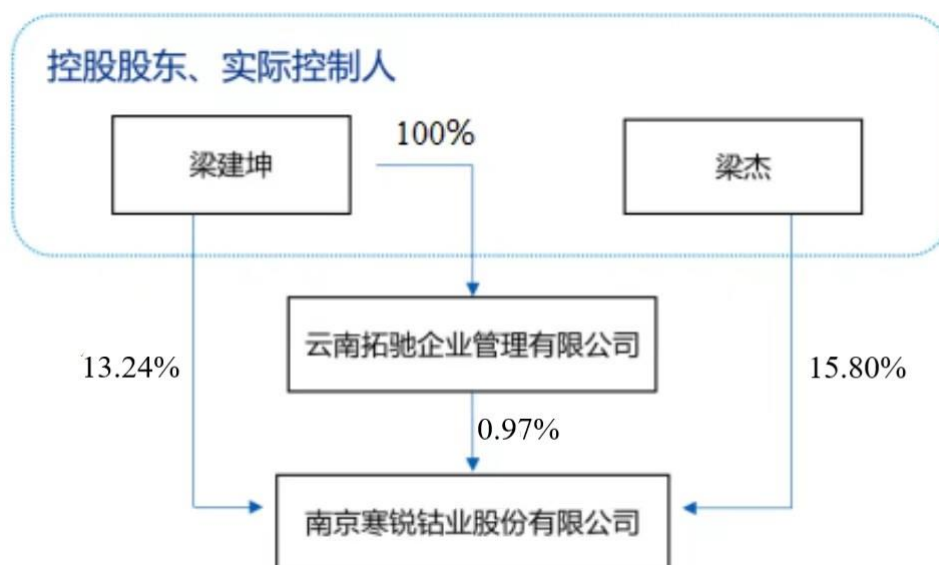 控股股东、实际控制人
100%
梁建坤
梁杰
云南拓驰企业管理有限公司
13.24%
15.80%
0.97%
南京寒锐钴业股份有限公司